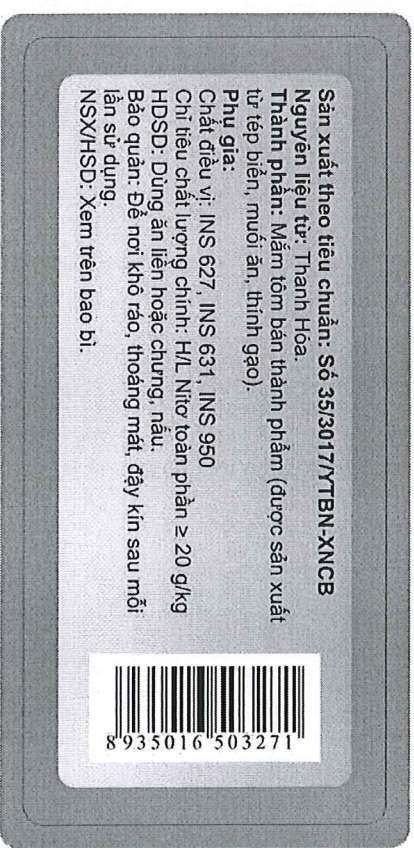 Sản xuất theo tiêu chuẩn: Số 35/3017/YTBN-XNCB
Nguyên liệu từ: Thanh Hóa.
Thành phần: Mắm tôm bán thành phẩm (được sản xuất
từ tép biển, muối ăn, thính gạo).
Phụ gia:
Chất điều vị: INS 627, INS 631, INS 950
Chỉ tiêu chất lượng chính: H/L Nitơ toàn phần ≥ 20 g/kg
HDSD: Dùng ăn liền hoặc chưng, nấu.
Bảo quản: Để nơi khô ráo, thoáng mát, đậy kín sau mỗi
lần sử dụng.
NSX/HSD: Xem trên bao bì.
8 935016 503271